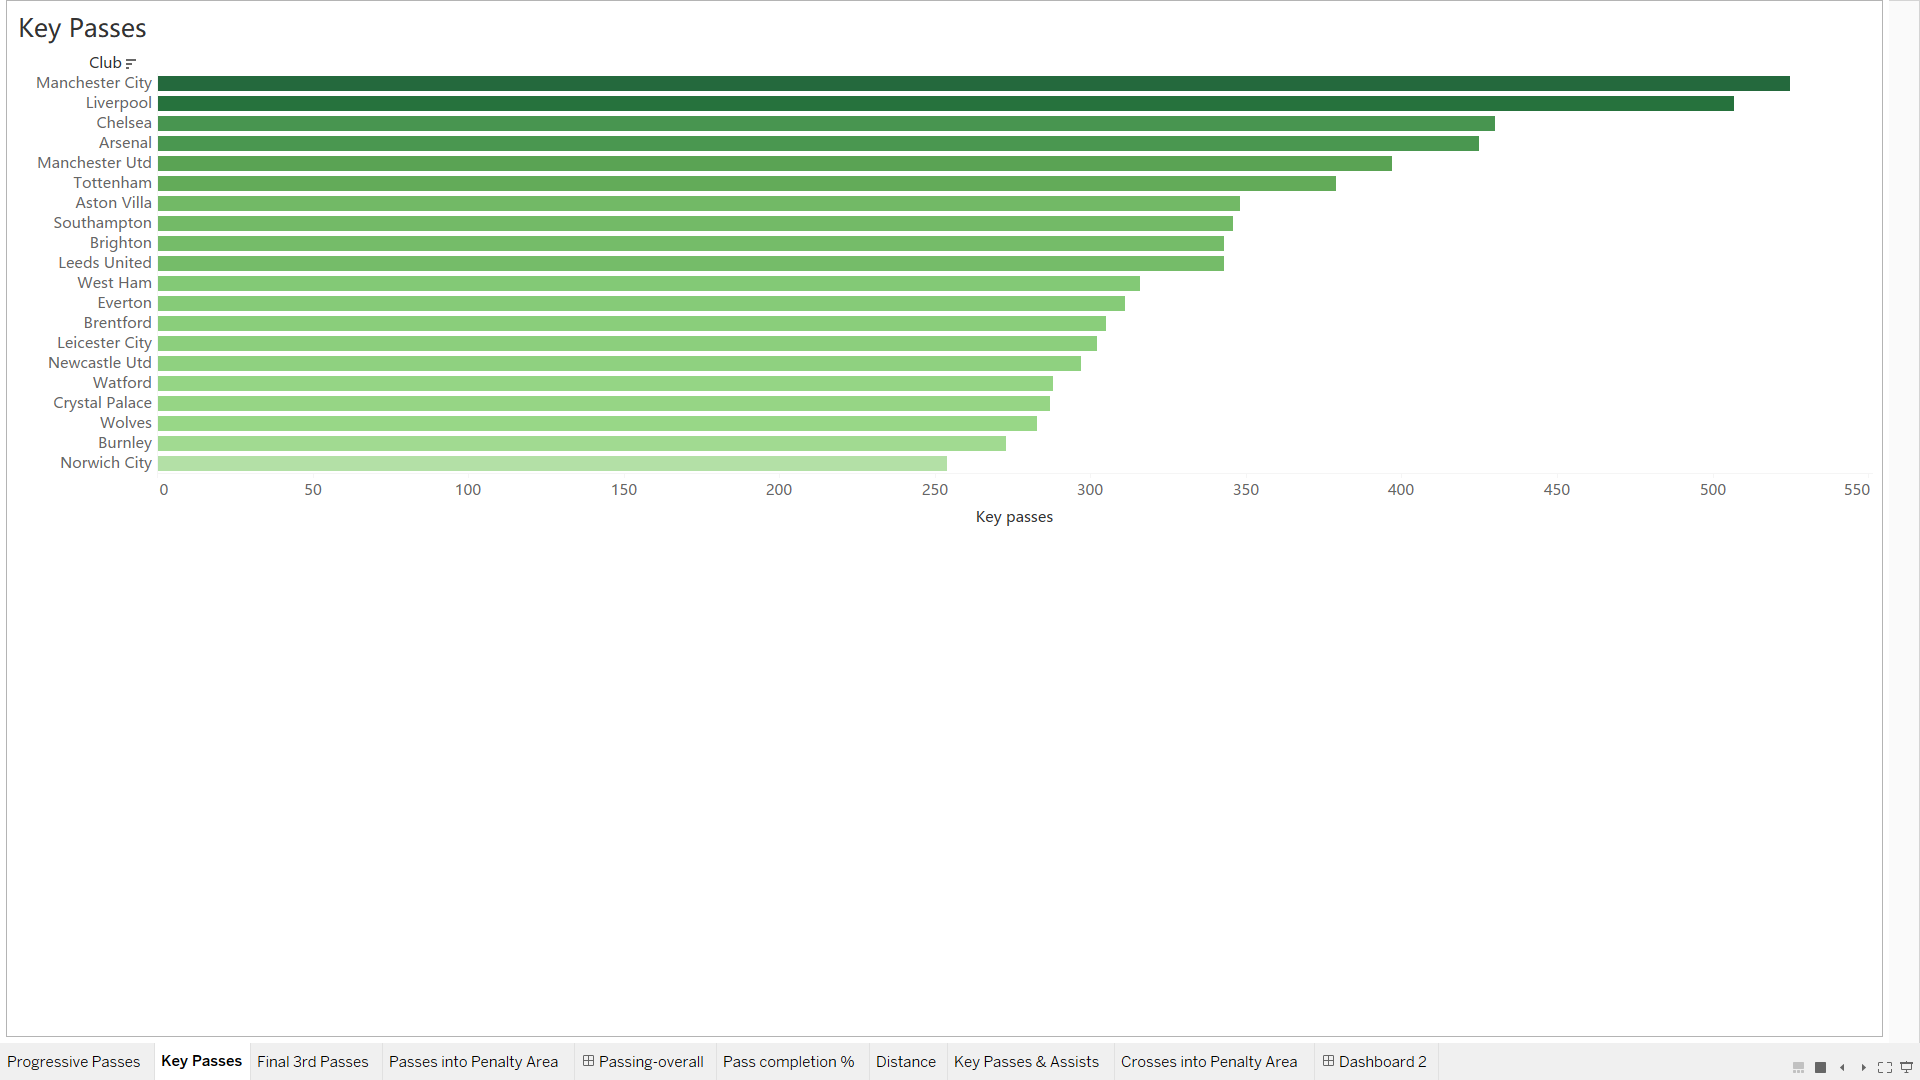 Key Passes
Club
Manchester City
Liverpool
Chelsea
Arsenal
Manchester Utd
Tottenham
Aston Villa
Southampton
Brighton
Leeds United
West Ham
Everton
Brentford
Leicester City
Newcastle Utd
Watford
Crystal Palace
Wolves
Burnley
Norwich City
0 50 100 150 200 250 300 350 400 450 500 550
Key passes
Progressive Passes Key Passes Final 3rd Passes Passes into Penalty Area Passing-overall Pass completion % Distance Key Passes & Assists Crosses into Penalty Area Dashboard 2